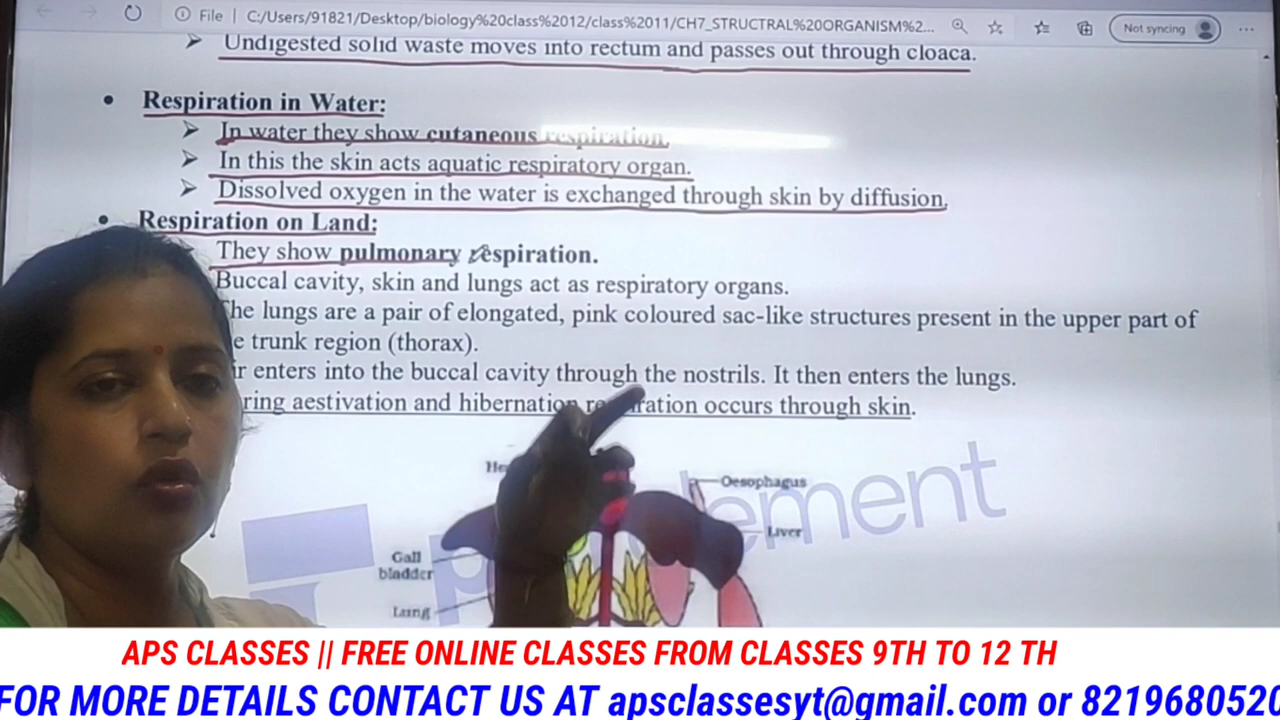 File C:/Users/91821/Desktop/biology%20class%2012/class%2011/CH7_STRUCTRAL%20ORGANISM%2... Not syncing
➤ Undigested solid waste moves into rectum and passes out through cloaca.
• Respiration in Water:
➤ In water they show cutaneous respiration.
➤ In this the skin acts aquatic respiratory organ.
➤ Dissolved oxygen in the water is exchanged through skin by diffusion.
• Respiration on Land:
They show pulmonary respiration.
Buccal cavity, skin and lungs act as respiratory organs.
he lungs are a pair of elongated, pink coloured sac-like structures present in the upper part of
e trunk region (thorax).
ir enters into the buccal cavity through the nostrils. It then enters the lungs.
ring aestivation and hibernation respiration occurs through skin.
He
Oesophagus
Liver
Gall
bladder
Lung
APS CLASSES || FREE ONLINE CLASSES FROM CLASSES 9TH TO 12 TH
FOR MORE DETAILS CONTACT US AT apsclassesyt@gmail.com or 8219680520